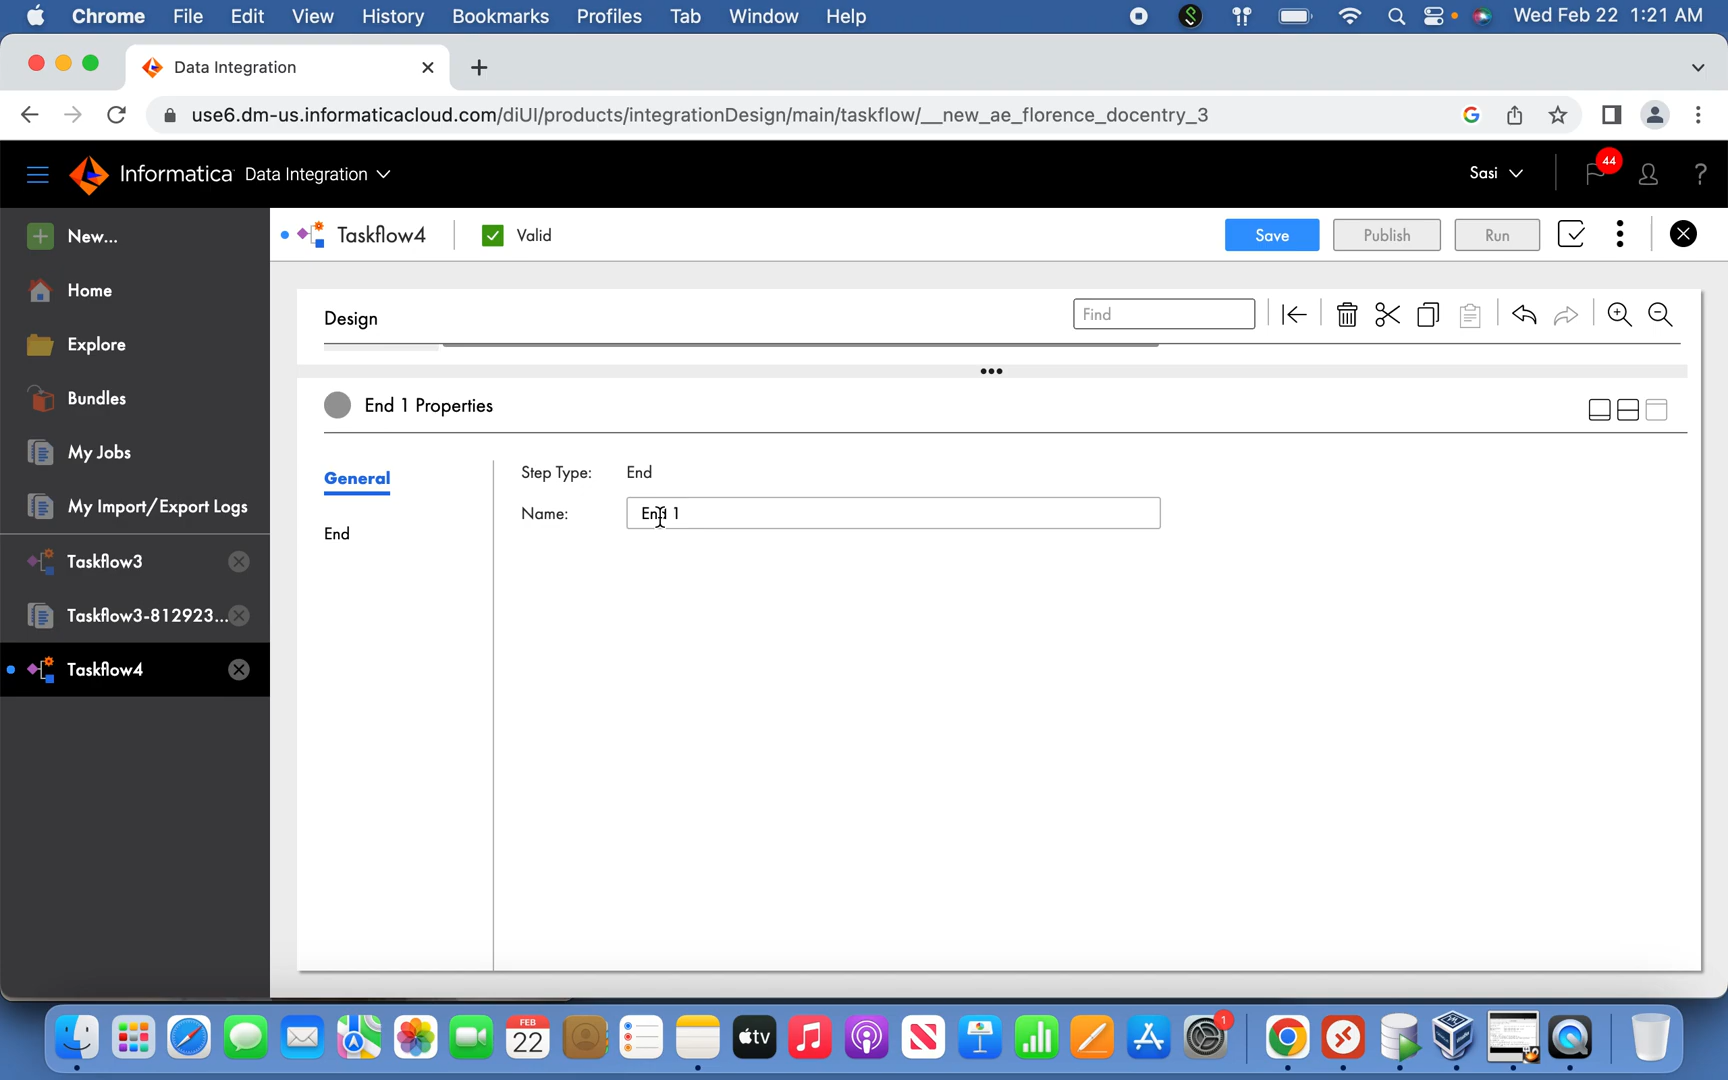 Chrome File Edit View History Bookmarks Profiles Tab Window Help Wed Feb 22 1:21 AM
Data Integration
use6.dm-us.informaticacloud.com/diUI/products/integrationDesign/main/taskflow/__new_ae_florence_docentry_3
Informatica Data Integration Sasi 44 ?
New... Taskflow4 Valid Save Publish Run
Home
Design Find
Explore
Bundles
End 1 Properties
My Jobs
General Step Type: End
My Import/Export Logs
Name: End 1
End
Taskflow3
Taskflow3-812923...
Taskflow4
FEB
22
tv
1